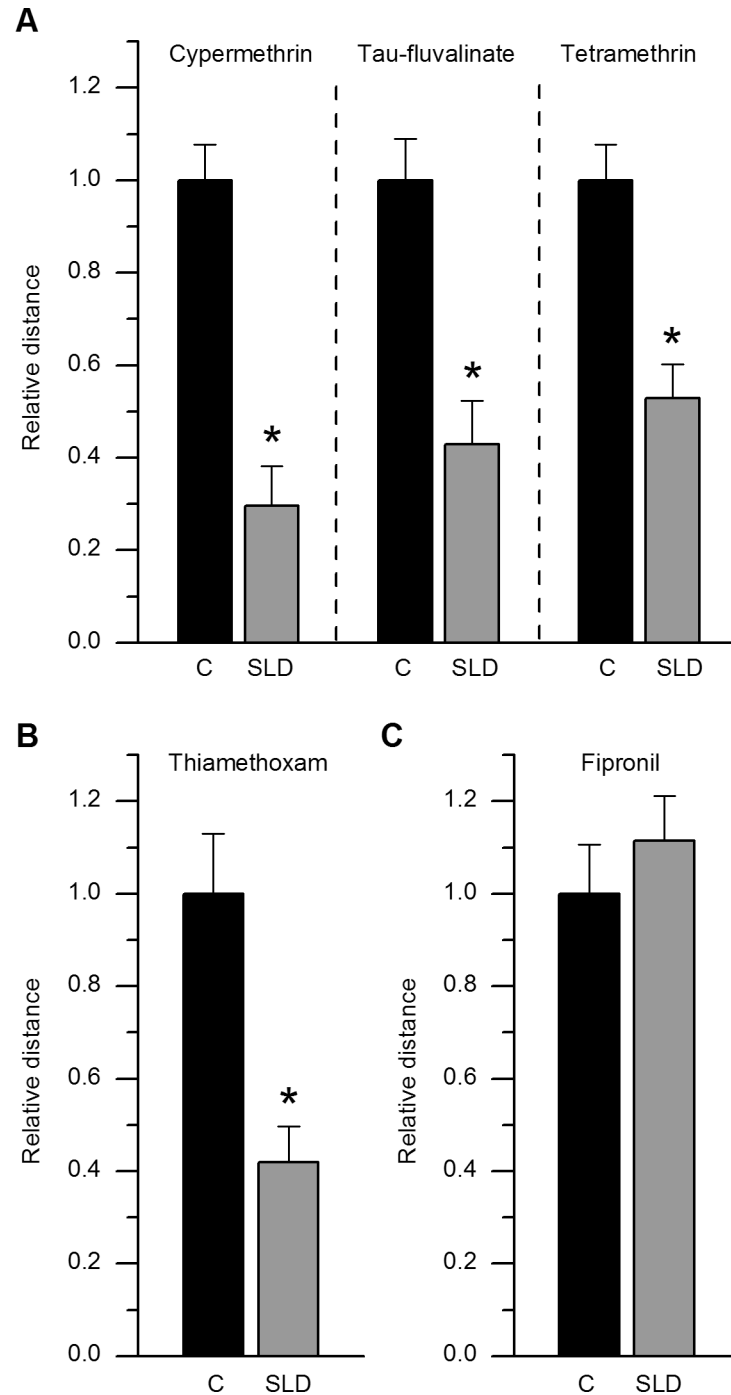 A
Cypermethrin Tau-fluvalinate Tetramethrin
1.2
1.0
0.8
0.6
0.4
0.2
0.0
Relative distance
* * *
C SLD C SLD C SLD
B
Thiamethoxam
1.2
1.0
0.8
0.6
0.4
0.2
0.0
Relative distance
*
C SLD
C
Fipronil
1.2
1.0
0.8
0.6
0.4
0.2
0.0
Relative distance
C SLD